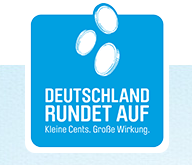 DEUTSCHLAND
RUNDET AUF
Kleine Cents. Große Wirkung.